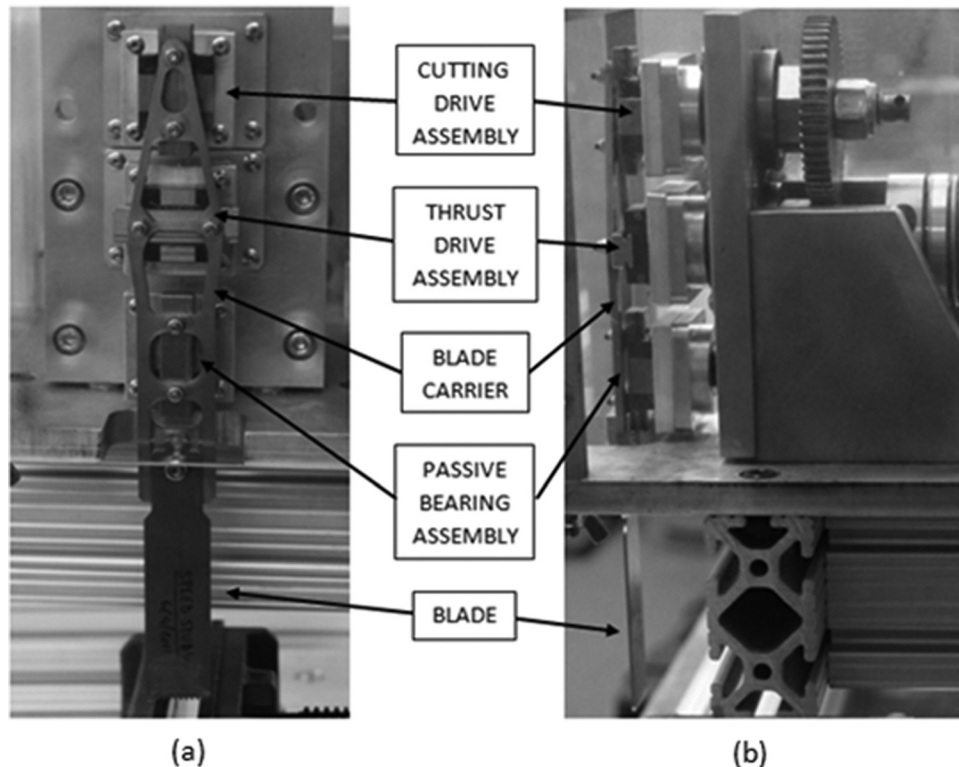 CUTTING
DRIVE
ASSEMBLY
THRUST
DRIVE
ASSEMBLY
BLADE
CARRIER
PASSIVE
BEARING
ASSEMBLY
BLADE
(a)
(b)